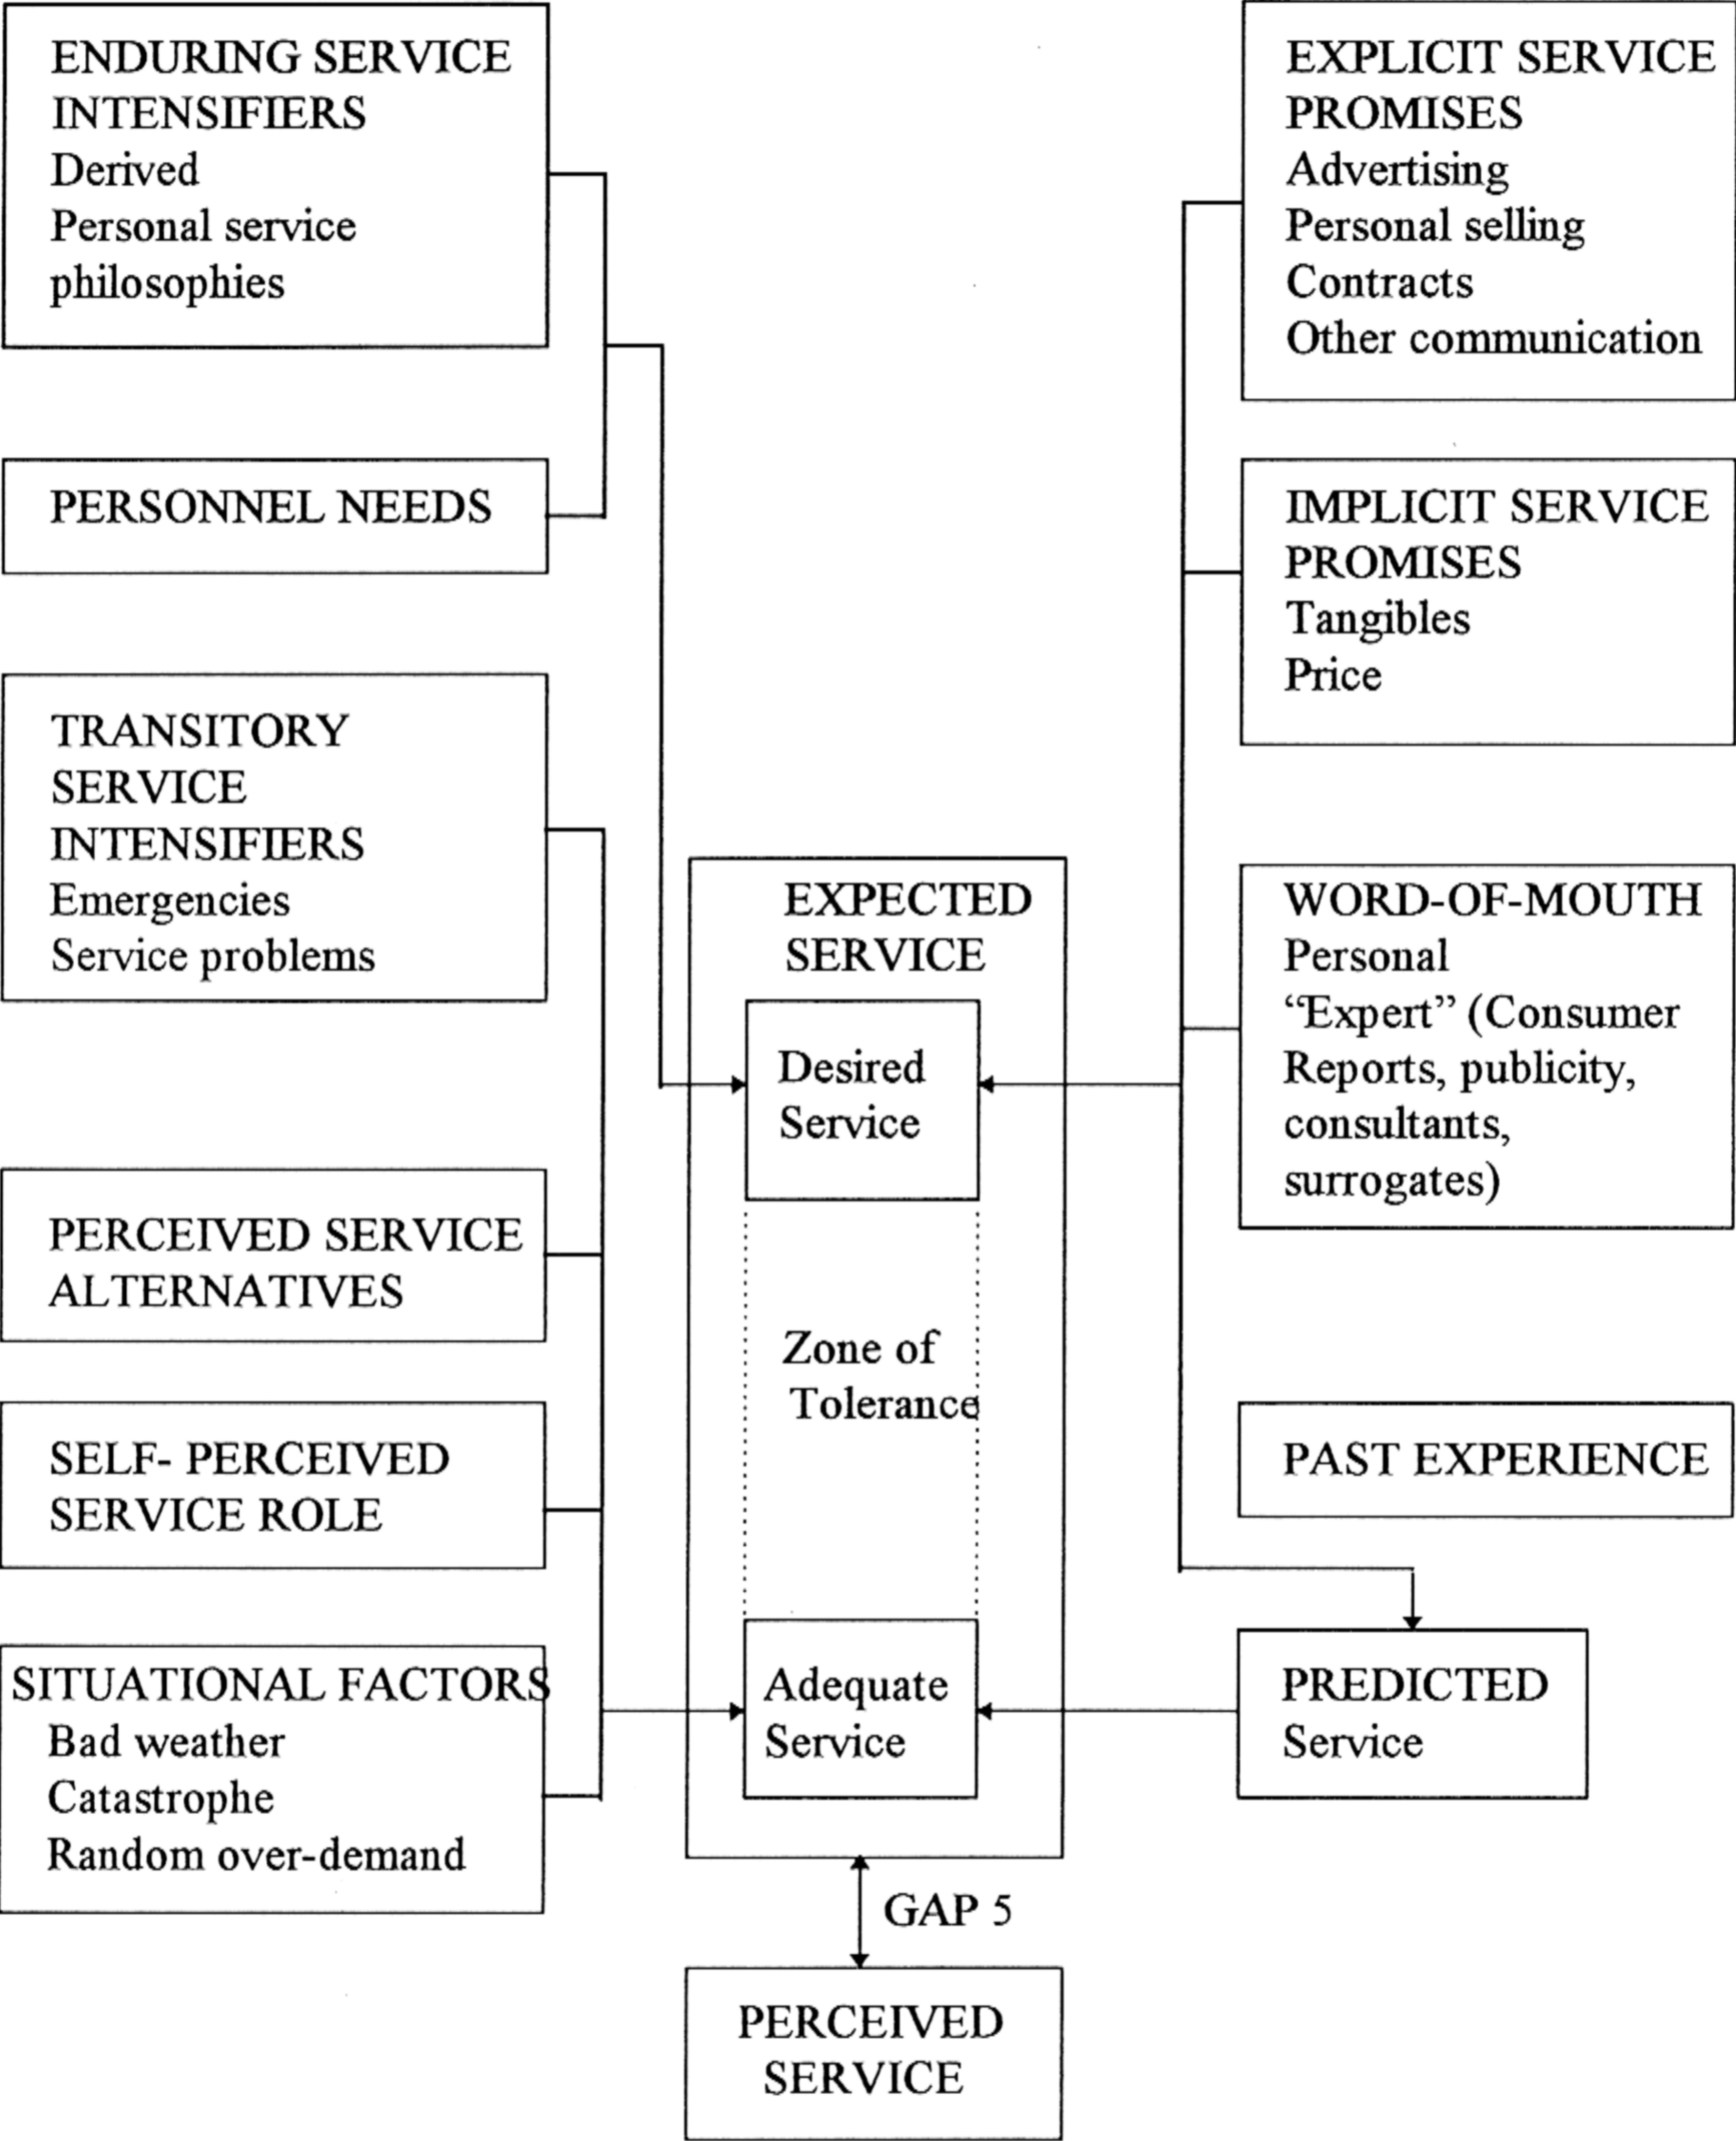 ENDURING SERVICE
INTENSIFIERS
Derived
Personal service
philosophies
PERSONNEL NEEDS
TRANSITORY
SERVICE
INTENSIFIERS
Emergencies
Service problems
PERCEIVED SERVICE
ALTERNATIVES
SELF- PERCEIVED
SERVICE ROLE
SITUATIONAL FACTORS
Bad weather
Catastrophe
Random over-demand
EXPECTED
SERVICE
Desired
Service
Zone of
Tolerance
Adequate
Service
GAP 5
PERCEIVED
SERVICE
EXPLICIT SERVICE
PROMISES
Advertising
Personal selling
Contracts
Other communication
IMPLICIT SERVICE
PROMISES
Tangibles
Price
WORD-OF-MOUTH
Personal
“Expert” (Consumer
Reports, publicity,
consultants,
surrogates)
PAST EXPERIENCE
PREDICTED
Service